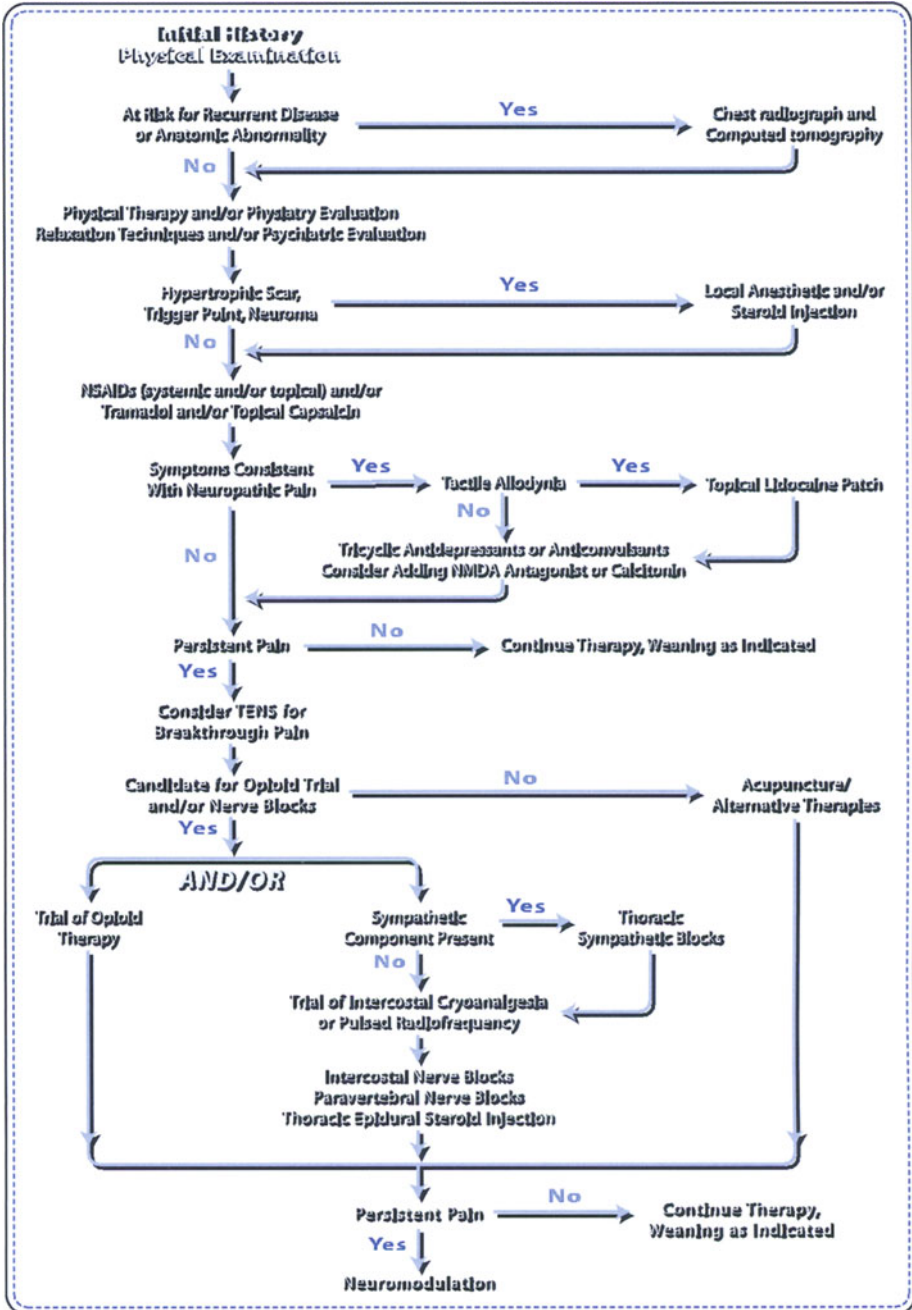 Initial History
Physical Examination
At Risk for Recurrent Disease
or Anatomic Abnormality
Yes
Chest radiograph and
Computed tomography
No
Physical Therapy and/or Physiatry Evaluation
Relaxation Techniques and/or Psychiatric Evaluation
Hypertrophic Scar,
Trigger Point, Neuroma
Yes
Local Anesthetic and/or
Steroid Injection
No
NSAIDs (systemic and/or topical) and/or
Tramadol and/or Topical Capsaicin
Symptoms Consistent
With Neuropathic Pain
Yes
Tactile Allodynia
Yes
Topical Lidocaine Patch
No
No
Tricyclic Antidepressants or Anticonvulsants
Consider Adding NMDA Antagonist or Calcitonin
Persistent Pain
No
Continue Therapy, Weaning as Indicated
Yes
Consider TENS for
Breakthrough Pain
Candidate for Opioid Trial
and/or Nerve Blocks
No
Acupuncture/
Alternative Therapies
Yes
AND/OR
Trial of Opioid
Therapy
Sympathetic
Component Present
Yes
Thoracic
Sympathetic Blocks
No
Trial of Intercostal Cryoanalgesia
or Pulsed Radiofrequency
Intercostal Nerve Blocks
Paravertebral Nerve Blocks
Thoracic Epidural Steroid Injection
Persistent Pain
No
Continue Therapy,
Weaning as Indicated
Yes
Neuromodulation